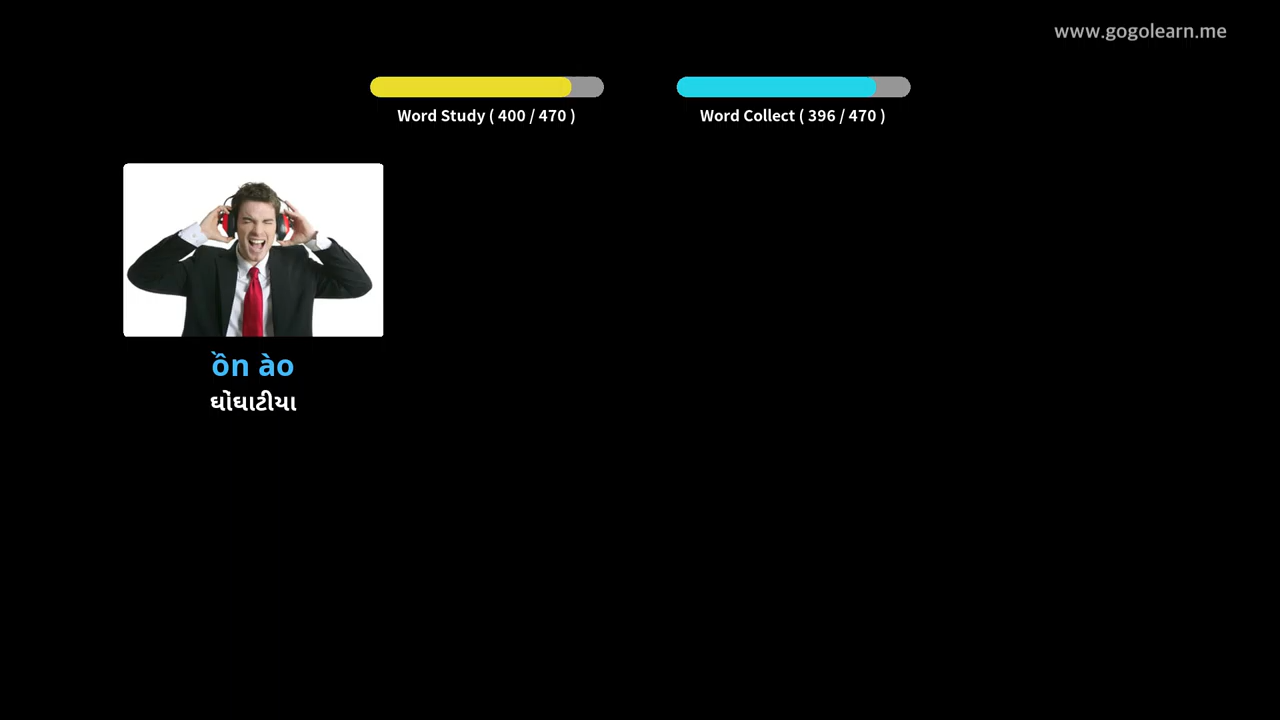 www.gogolearn.me
Word Study ( 400 / 470 )
Word Collect ( 396 / 470 )
ồn ào
ઘોંઘાટીયા